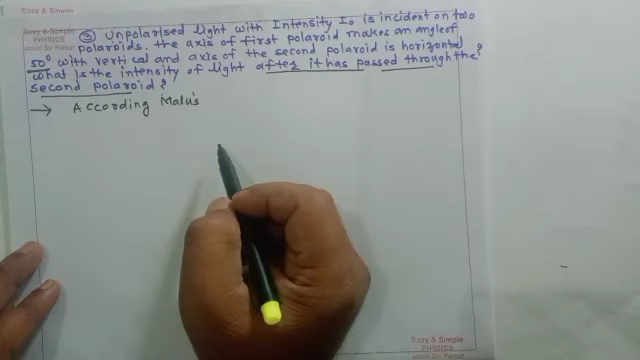 Easy & Simple
Easy & Simple
PHYSICS
③ Unpolarised light with Intensity I₀ is incident on two
polaroids. the axis of first polaroid makes an angle of
50° with vertical and axis of the second polaroid is horizontal
what is the intensity of light after it has passed through the?
second polaroid?
→ According Malu's
Easy & Simple
PHYSICS